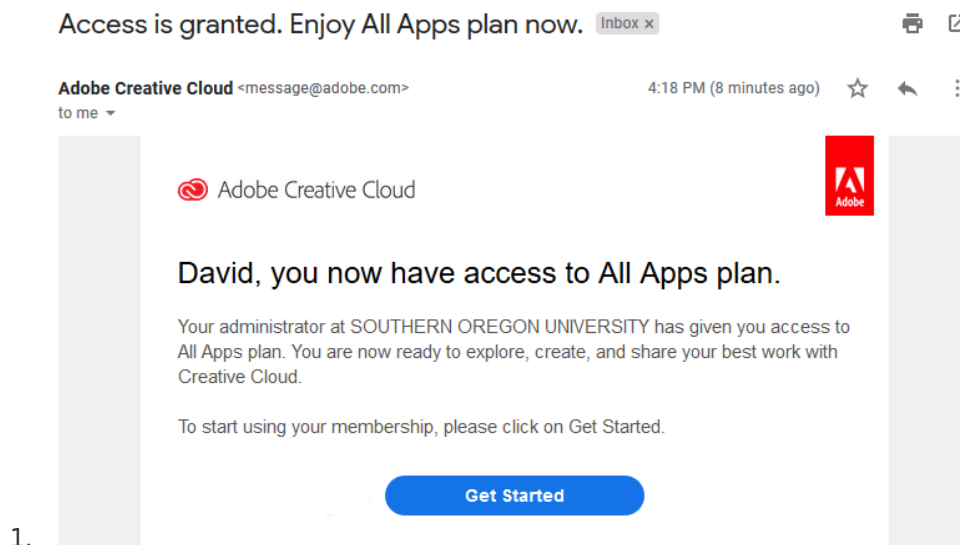 Access is granted. Enjoy All Apps plan now. Inbox x
Adobe Creative Cloud <message@adobe.com> 4:18 PM (8 minutes ago)
to me
Adobe Creative Cloud
Adobe
David, you now have access to All Apps plan.
Your administrator at SOUTHERN OREGON UNIVERSITY has given you access to
All Apps plan. You are now ready to explore, create, and share your best work with
Creative Cloud.
To start using your membership, please click on Get Started.
Get Started
1.